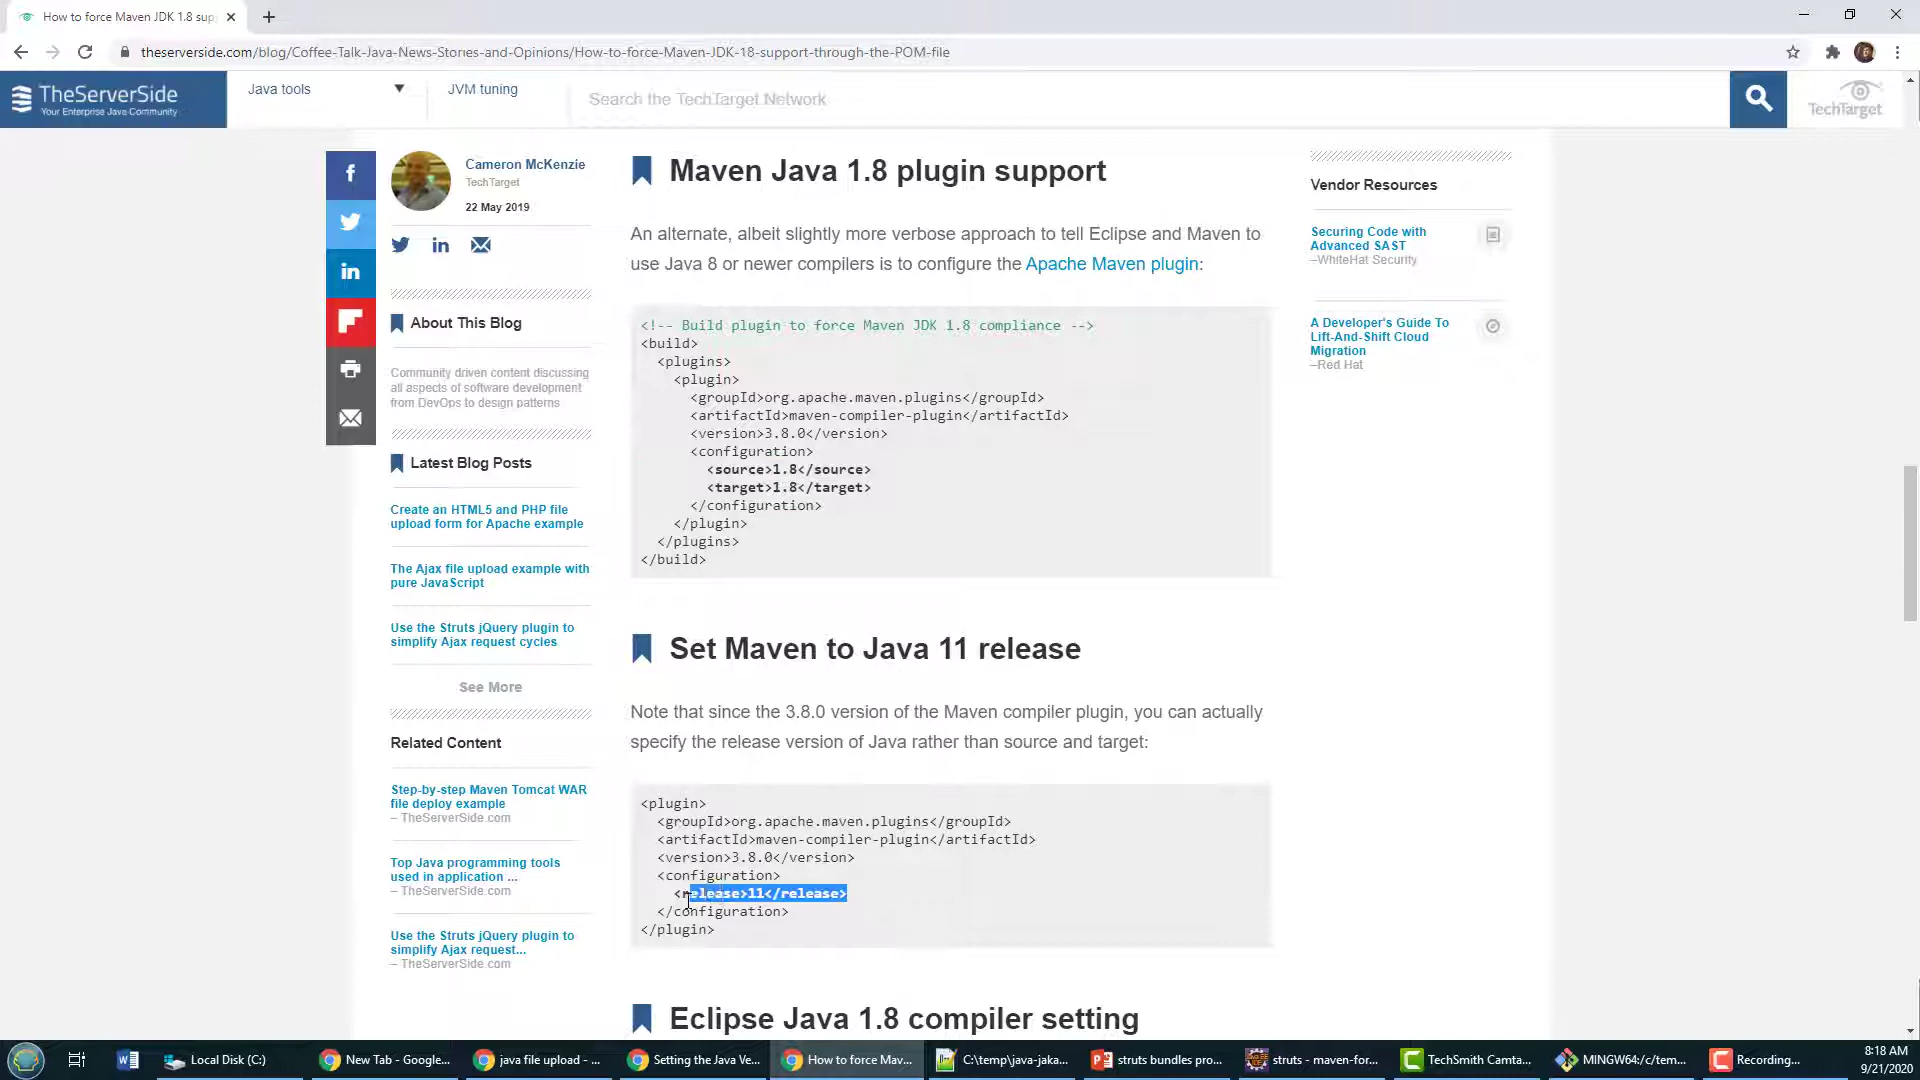 How to force Maven JDK 1.8 sup
theserverside.com/blog/Coffee-Talk-Java-News-Stories-and-Opinions/How-to-force-Maven-JDK-18-support-through-the-POM-file
TheServerSide
Your Enterprise Java Community
Java tools
JVM tuning
Search the TechTarget Network
TechTarget
Cameron McKenzie
TechTarget
22 May 2019
About This Blog
Community driven content discussing
all aspects of software development
from DevOps to design patterns
Latest Blog Posts
Create an HTML5 and PHP file
upload form for Apache example
The Ajax file upload example with
pure JavaScript
Use the Struts jQuery plugin to
simplify Ajax request cycles
See More
Related Content
Step-by-step Maven Tomcat WAR
file deploy example
– TheServerSide.com
Top Java programming tools
used in application ...
– TheServerSide.com
Use the Struts jQuery plugin to
simplify Ajax request...
– TheServerSide.com
Maven Java 1.8 plugin support
An alternate, albeit slightly more verbose approach to tell Eclipse and Maven to
use Java 8 or newer compilers is to configure the Apache Maven plugin:
<!-- Build plugin to force Maven JDK 1.8 compliance -->
<build>
<plugins>
<plugin>
<groupId>org.apache.maven.plugins</groupId>
<artifactId>maven-compiler-plugin</artifactId>
<version>3.8.0</version>
<configuration>
<source>1.8</source>
<target>1.8</target>
</configuration>
</plugin>
</plugins>
</build>
Set Maven to Java 11 release
Note that since the 3.8.0 version of the Maven compiler plugin, you can actually
specify the release version of Java rather than source and target:
<plugin>
<groupId>org.apache.maven.plugins</groupId>
<artifactId>maven-compiler-plugin</artifactId>
<version>3.8.0</version>
<configuration>
<release>11</release>
</configuration>
</plugin>
Eclipse Java 1.8 compiler setting
Vendor Resources
Securing Code with
Advanced SAST
–WhiteHat Security
A Developer's Guide To
Lift-And-Shift Cloud
Migration
–Red Hat
Local Disk (C:)
New Tab - Google...
java file upload - ...
Setting the Java Ve...
How to force Mav...
C:\temp\java-jaka...
struts bundles pro...
struts - maven-for...
TechSmith Camta...
MINGW64:/c/tem...
Recording...
8:18 AM
9/21/2020